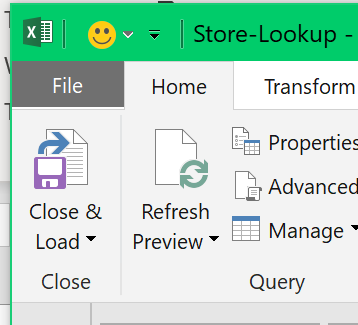 Store-Lookup -
File Home Transform
Close & Load
Refresh Preview
Properties
Advanced
Manage
Close
Query